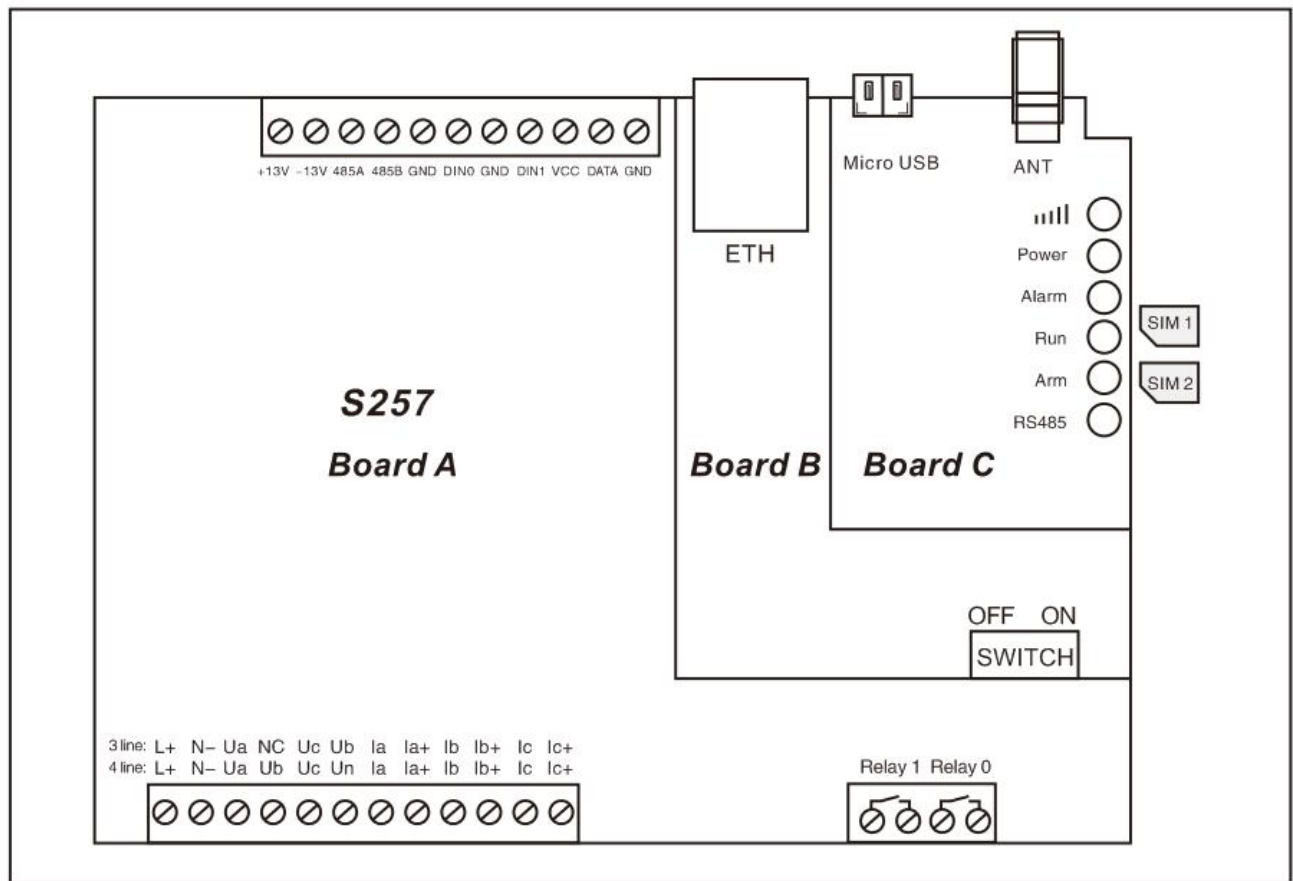 +13V -13V 485A 485B GND DIN0 GND DIN1 VCC DATA GND
Micro USB
ANT
ETH
Power
Alarm
Run
Arm
RS485
SIM 1
SIM 2
S257
Board A
Board B
Board C
OFF ON
SWITCH
3 line: L+ N- Ua NC Uc Ub Ia Ia+ Ib Ib+ Ic Ic+
4 line: L+ N- Ua Ub Uc Un Ia Ia+ Ib Ib+ Ic Ic+
Relay 1 Relay 0